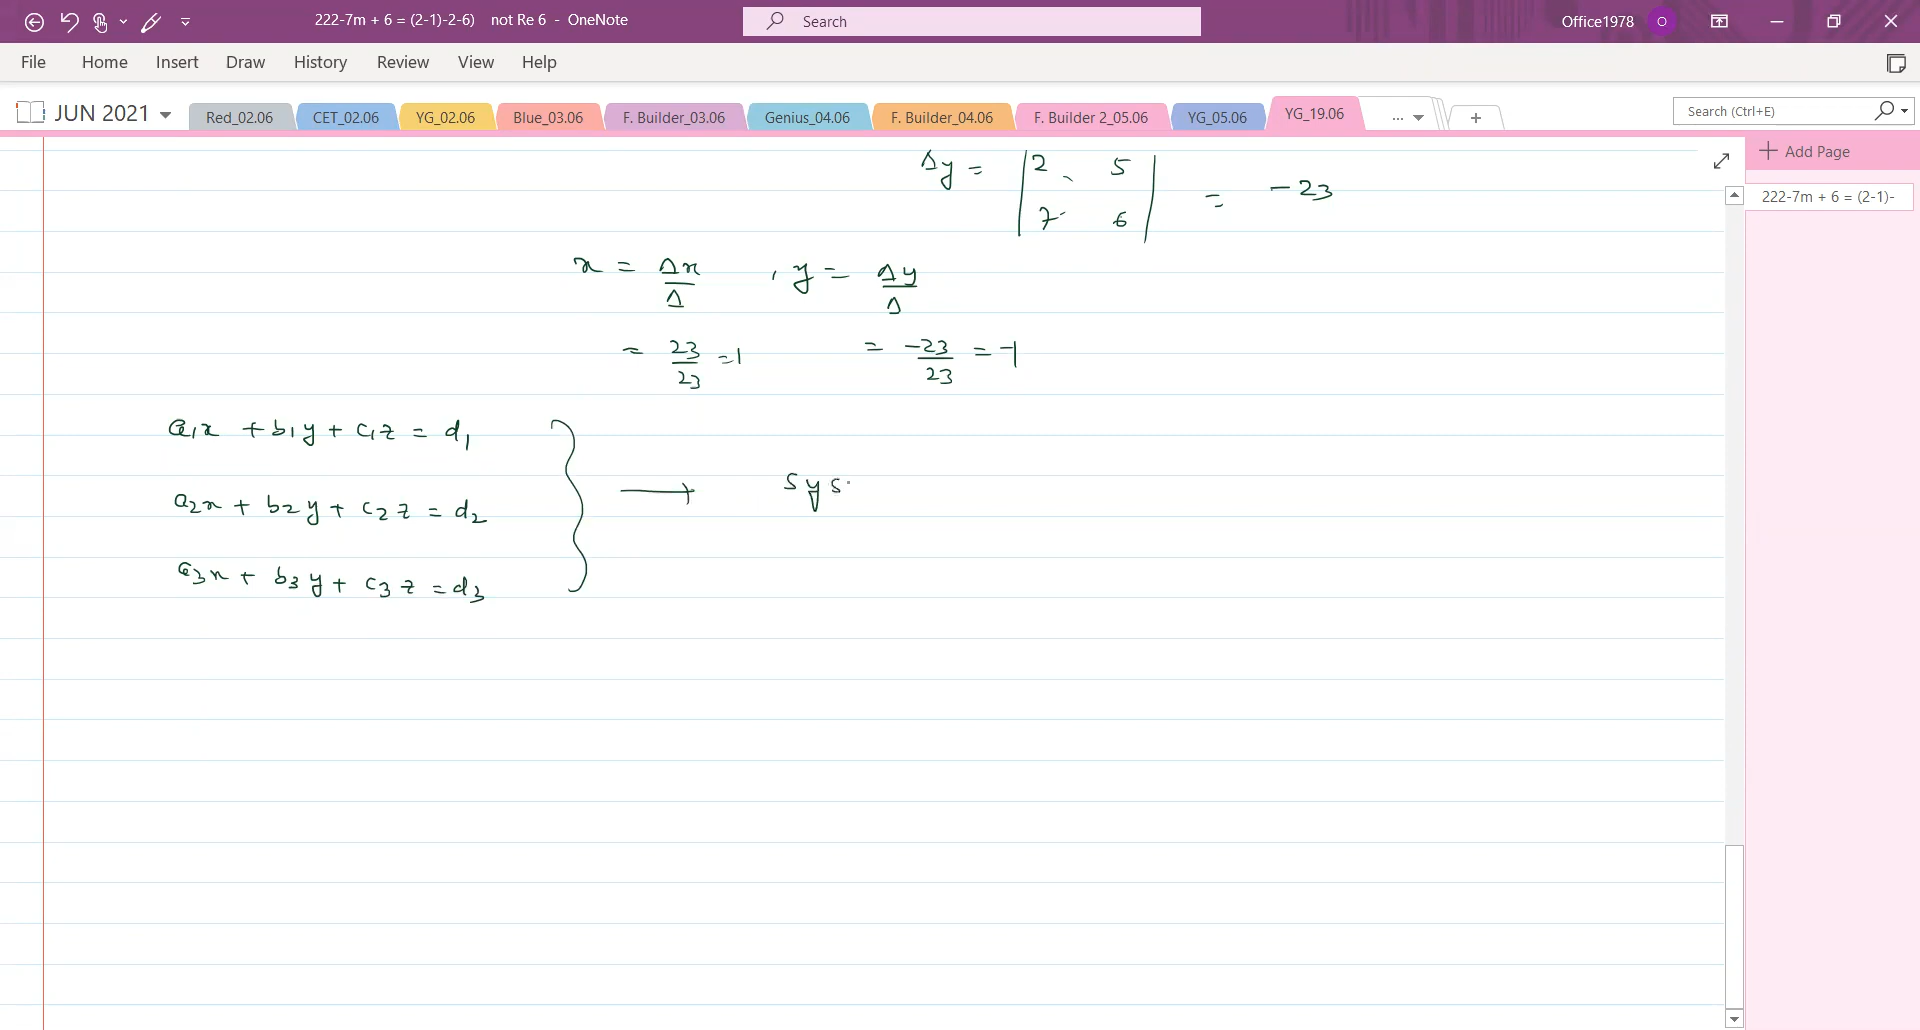 222-7m + 6 = (2-1)-2-6) not Re 6 - OneNote
Search
Office1978
O
File Home Insert Draw History Review View Help
JUN 2021
Red_02.06 CET_02.06 YG_02.06 Blue_03.06 F. Builder_03.06 Genius_04.06 F. Builder_04.06 F. Builder 2_05.06 YG_05.06 YG_19.06 ... +
Search (Ctrl+E)
Add Page
222-7m + 6 = (2-1)-
Δy = |2 5
7 6| = -23
x = Δx/Δ , y = Δy/Δ
= 23/23 = 1 = -23/23 = -1
a₁x + b₁y + c₁z = d₁
a₂x + b₂y + c₂z = d₂
a₃x + b₃y + c₃z = d₃
→ sys